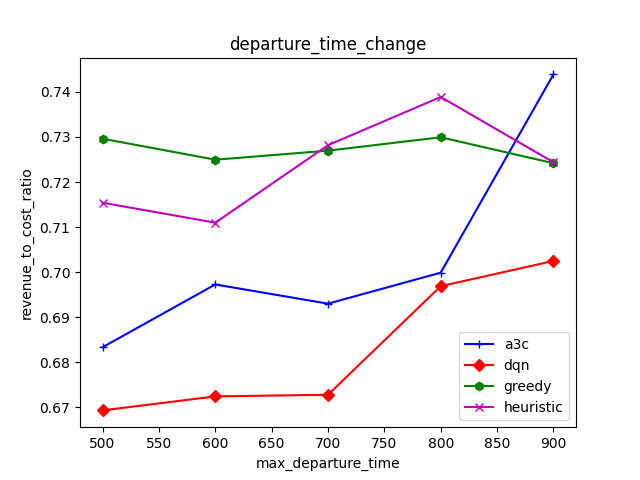 departure_time_change
revenue_to_cost_ratio
0.74
0.73
0.72
0.71
0.70
0.69
0.68
0.67
500
550
600
650
700
750
800
850
900
max_departure_time
a3c
dqn
greedy
heuristic